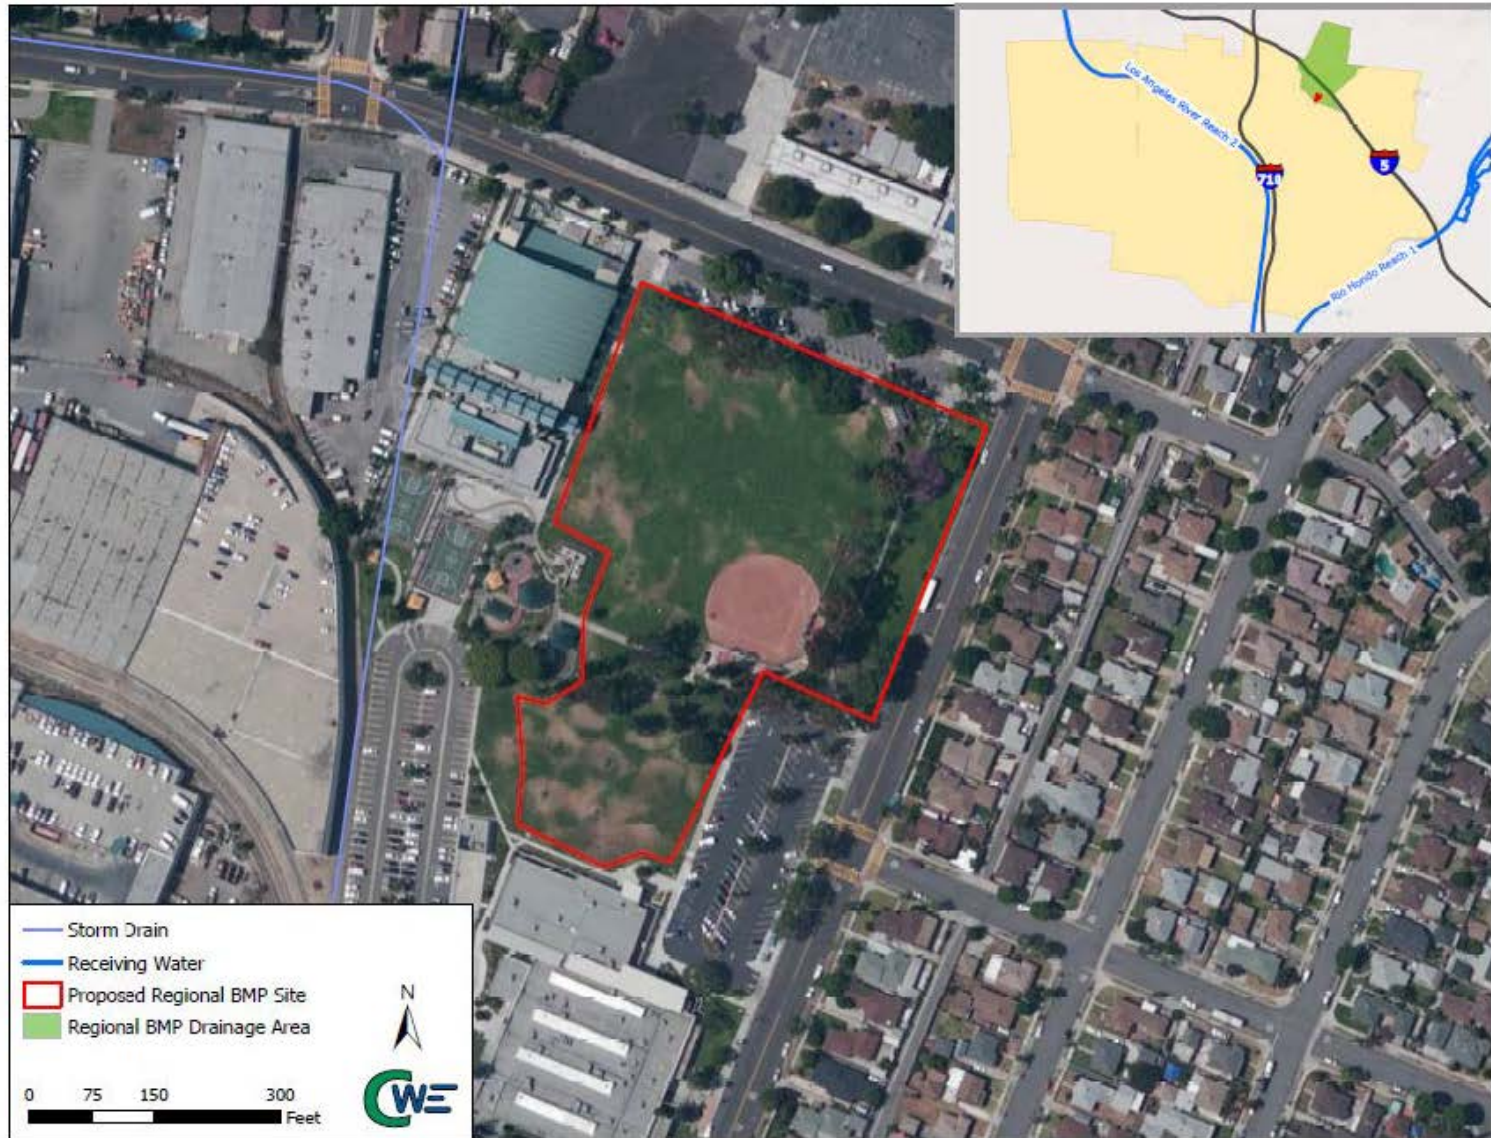 Los Angeles River Reach 2
5
710
Rio Hondo Reach 1
Storm Drain
Receiving Water
Proposed Regional BMP Site
Regional BMP Drainage Area
N
0 75 150 300
Feet
CWE